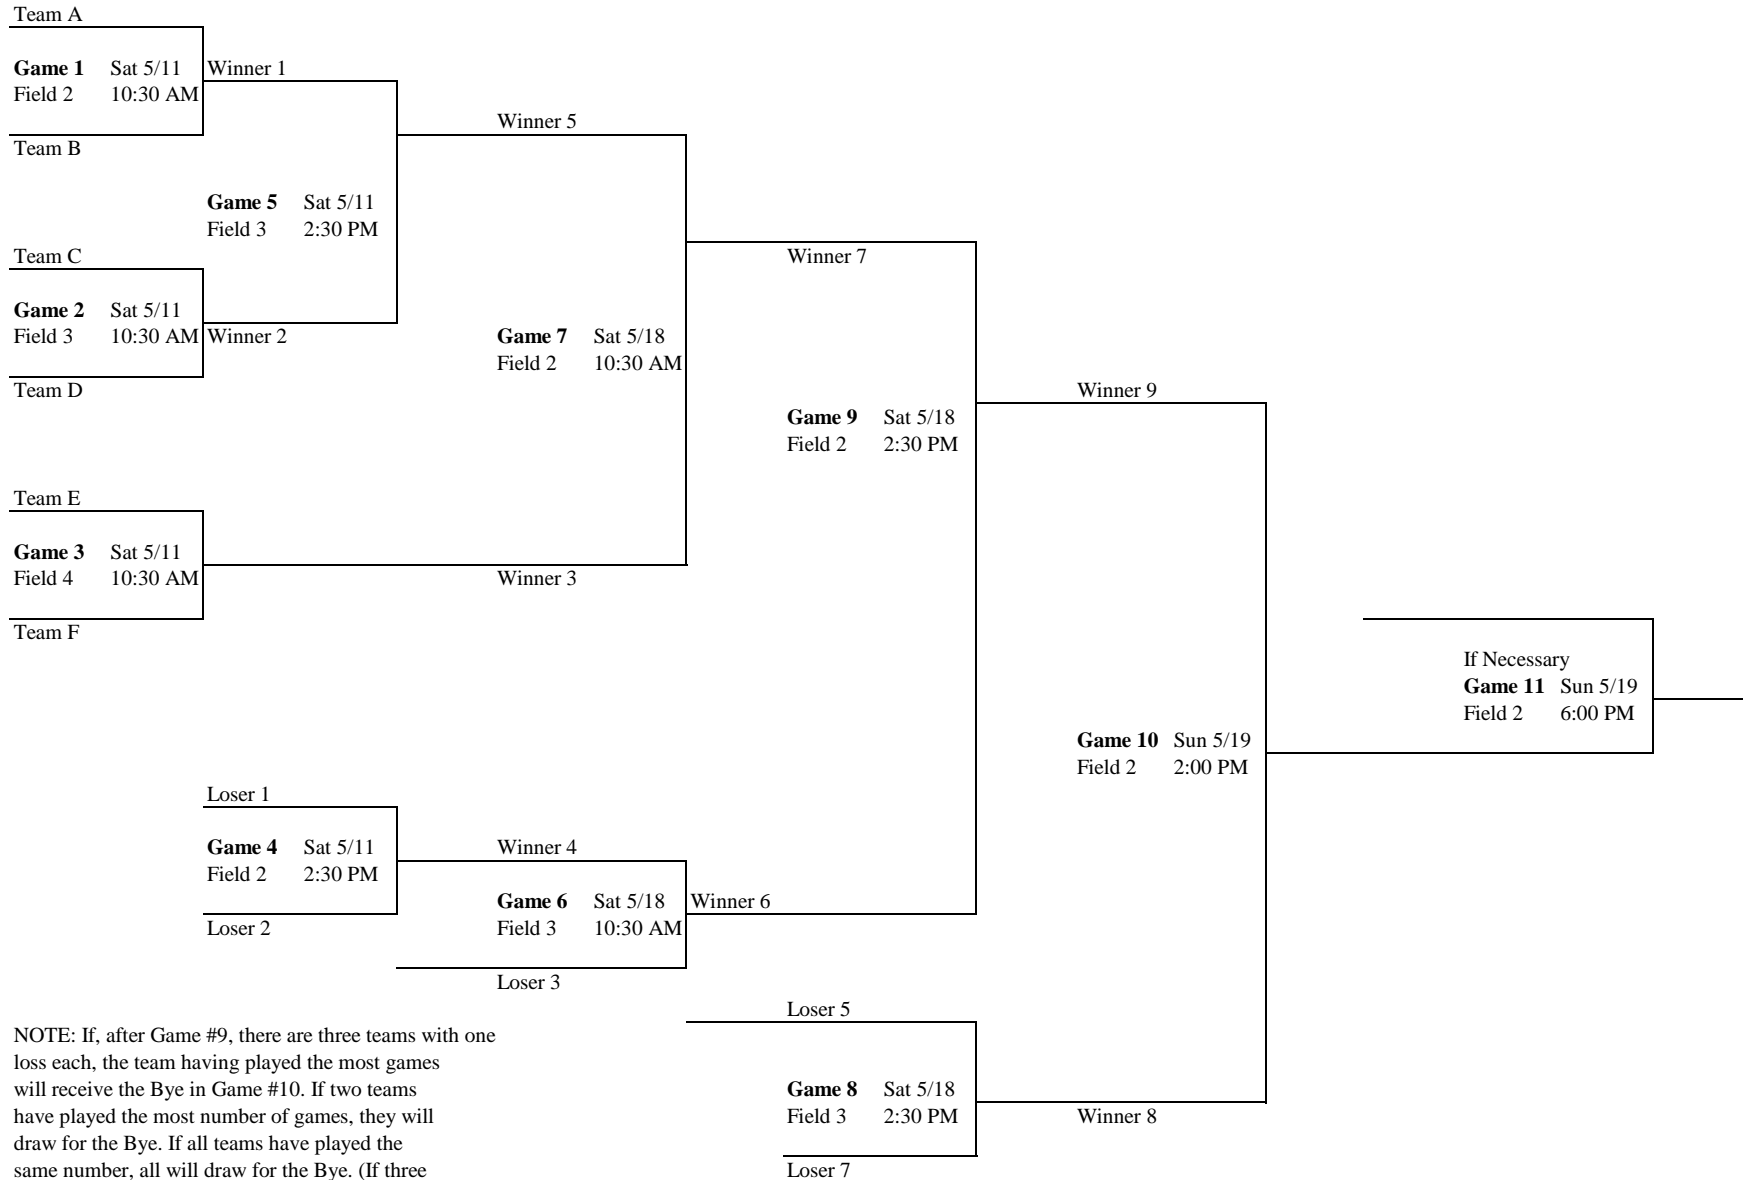 Team A
Game 1 Sat 5/11 Winner 1
Field 2 10:30 AM
Winner 5
Team B
Game 5 Sat 5/11
Field 3 2:30 PM
Team C
Winner 7
Game 2 Sat 5/11
Field 3 10:30 AM Winner 2
Game 7 Sat 5/18
Field 2 10:30 AM
Team D
Winner 9
Game 9 Sat 5/18
Field 2 2:30 PM
Team E
Game 3 Sat 5/11
Field 4 10:30 AM
Winner 3
Team F
If Necessary
Game 11 Sun 5/19
Field 2 6:00 PM
Game 10 Sun 5/19
Field 2 2:00 PM
Loser 1
Game 4 Sat 5/11
Field 2 2:30 PM
Winner 4
Game 6 Sat 5/18 Winner 6
Field 3 10:30 AM
Loser 2
Loser 3
Loser 5
NOTE: If, after Game #9, there are three teams with one
loss each, the team having played the most games
will receive the Bye in Game #10. If two teams
have played the most number of games, they will
draw for the Bye. If all teams have played the
same number, all will draw for the Bye. (If three
Game 8 Sat 5/18
Field 3 2:30 PM
Winner 8
Loser 7